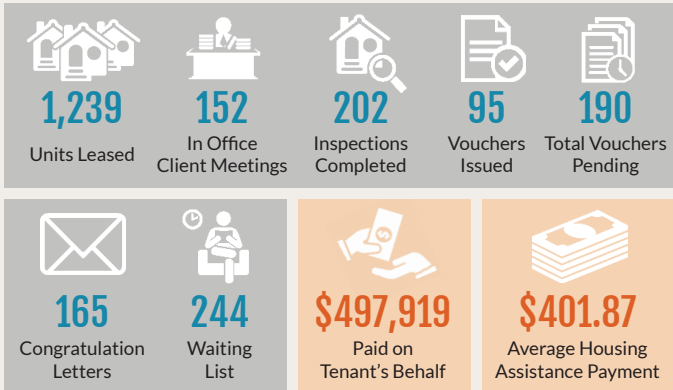 1,239
Units Leased
152
In Office
Client Meetings
202
Inspections
Completed
95
Vouchers
Issued
190
Total Vouchers
Pending
165
Congratulation
Letters
244
Waiting
List
$497,919
Paid on
Tenant's Behalf
$401.87
Average Housing
Assistance Payment